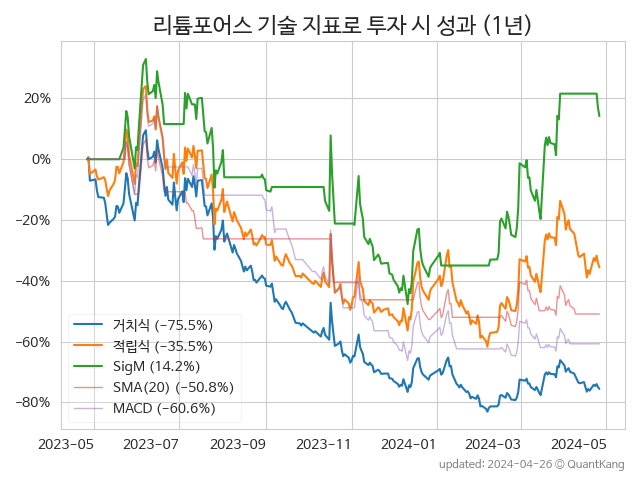 리튬포어스 기술 지표로 투자 시 성과 (1년)
20%
0%
−20%
−40%
−60%
−80%
거치식 (−75.5%)
적립식 (−35.5%)
SigM (14.2%)
SMA(20) (−50.8%)
MACD (−60.6%)
2023−05 2023−07 2023−09 2023−11 2024−01 2024−03 2024−05
updated: 2024−04−26 © QuantKang